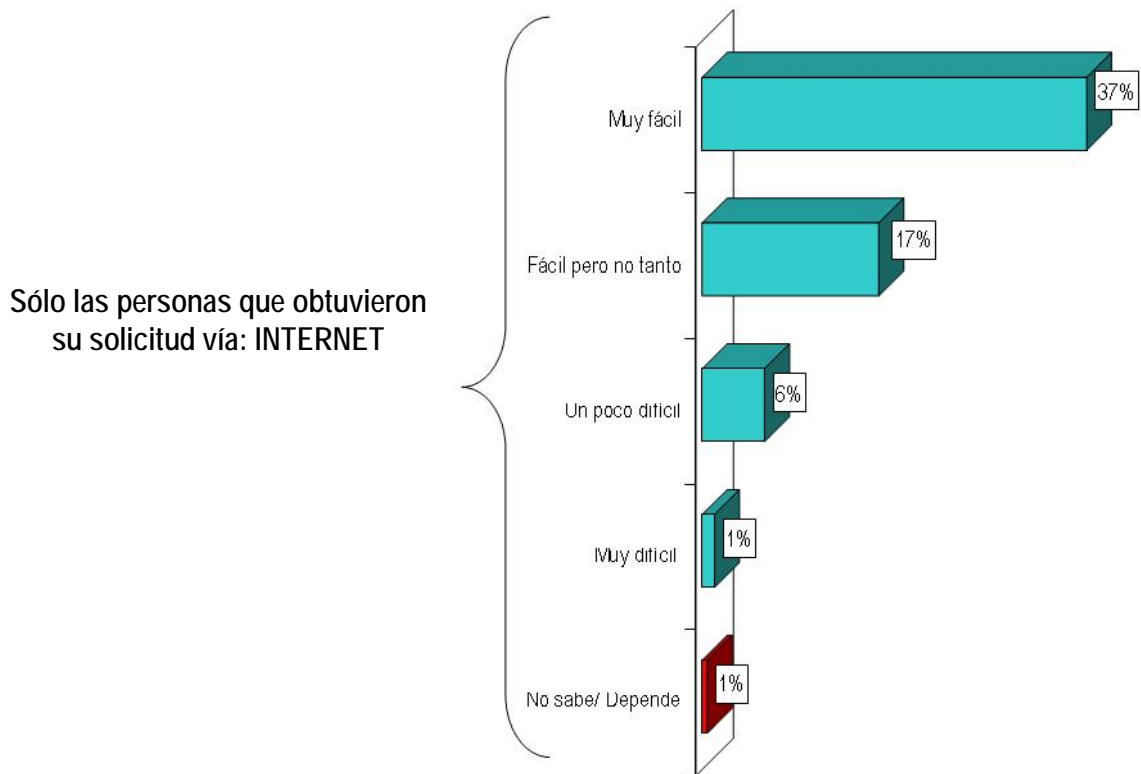 Muy fácil
37%
Fácil pero no tanto
17%
Sólo las personas que obtuvieron
su solicitud vía: INTERNET
Un poco difícil
6%
Muy difícil
1%
No sabe/ Depende
1%